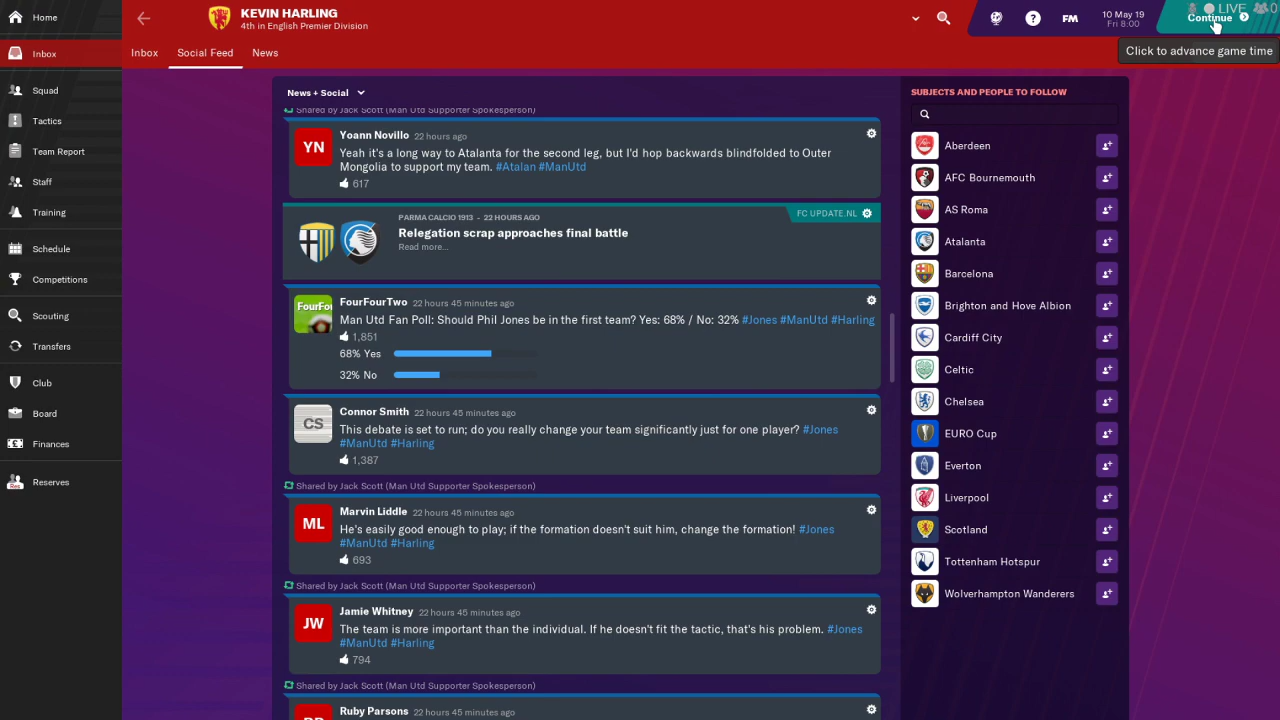 Home
Inbox
Squad
Tactics
Team Report
Staff
Training
Schedule
Competitions
Scouting
Transfers
Club
Board
Finances
Res
Reserves
KEVIN HARLING
4th in English Premier Division
FM
10 May 19
Fri 8:00
LIVE
0
Continue
Click to advance game time
Inbox
Social Feed
News
News + Social
Shared by Jack Scott (Man Utd Supporter Spokesperson)
YN
Yoann Novillo 22 hours ago
Yeah it's a long way to Atalanta for the second leg, but I'd hop backwards blindfolded to Outer
Mongolia to support my team. #Atalan #ManUtd
617
PARMA CALCIO 1913 - 22 HOURS AGO
FC UPDATE.NL
Relegation scrap approaches final battle
Read more...
FourFou
FourFourTwo 22 hours 45 minutes ago
Man Utd Fan Poll: Should Phil Jones be in the first team? Yes: 68% / No: 32% #Jones #ManUtd #Harling
1,851
68% Yes
32% No
CS
Connor Smith 22 hours 45 minutes ago
This debate is set to run; do you really change your team significantly just for one player? #Jones
#ManUtd #Harling
1,387
Shared by Jack Scott (Man Utd Supporter Spokesperson)
ML
Marvin Liddle 22 hours 45 minutes ago
He's easily good enough to play; if the formation doesn't suit him, change the formation! #Jones
#ManUtd #Harling
693
Shared by Jack Scott (Man Utd Supporter Spokesperson)
JW
Jamie Whitney 22 hours 45 minutes ago
The team is more important than the individual. If he doesn't fit the tactic, that's his problem. #Jones
#ManUtd #Harling
794
Shared by Jack Scott (Man Utd Supporter Spokesperson)
Ruby Parsons 22 hours 45 minutes ago
SUBJECTS AND PEOPLE TO FOLLOW
Aberdeen
AFC Bournemouth
AS Roma
Atalanta
Barcelona
Brighton and Hove Albion
Cardiff City
Celtic
Chelsea
EURO Cup
Everton
Liverpool
Scotland
Tottenham Hotspur
Wolverhampton Wanderers